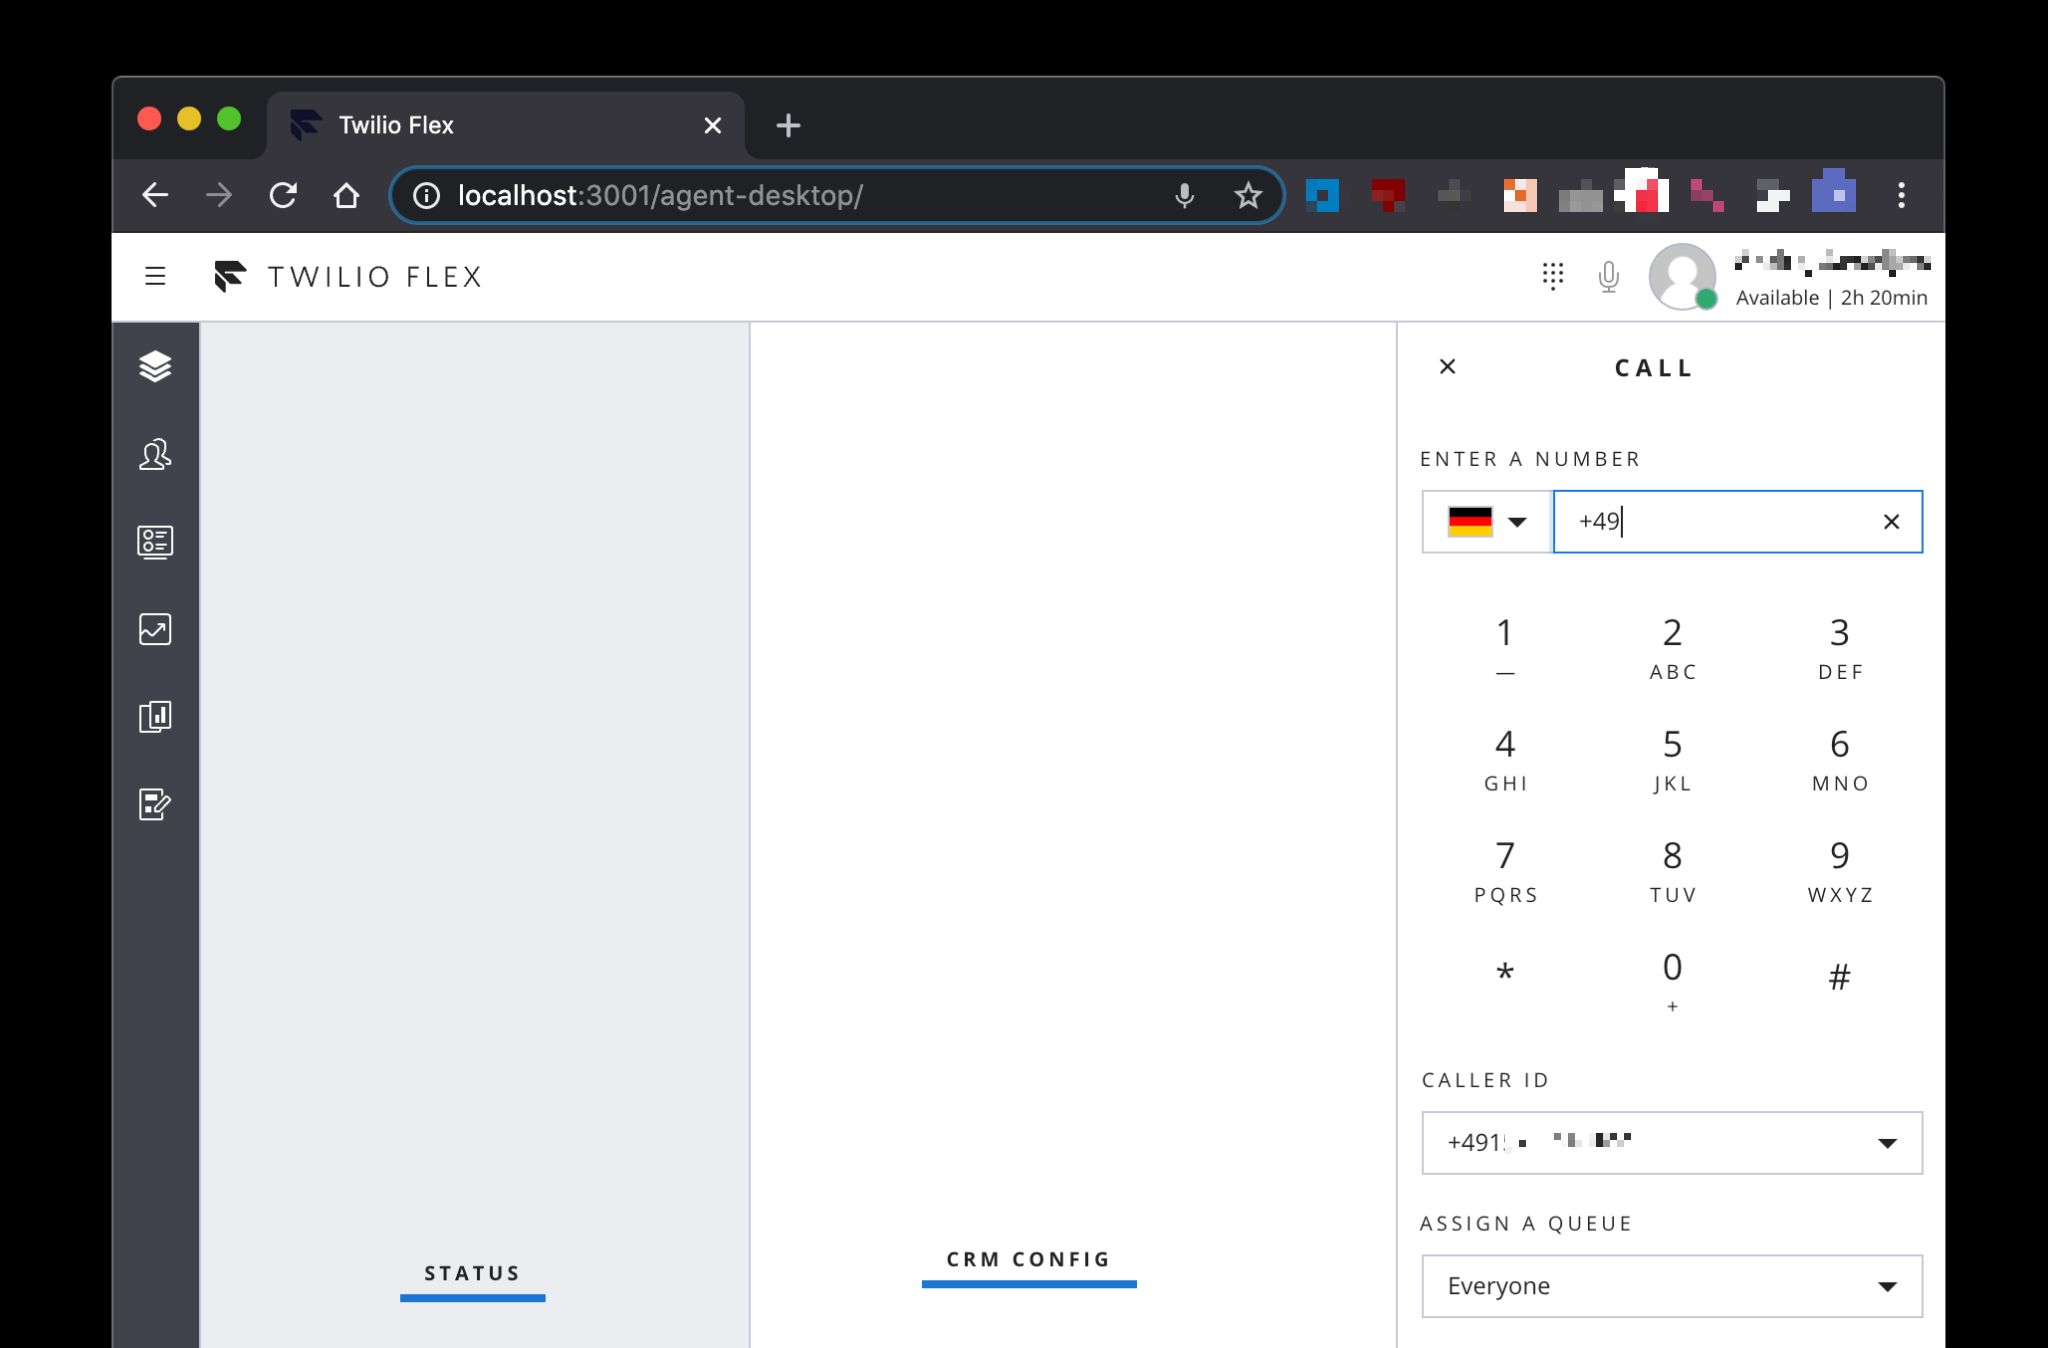 Twilio Flex
localhost:3001/agent-desktop/
TWILIO FLEX
Available | 2h 20min
CALL
ENTER A NUMBER
+49
1 2 3
— ABC DEF
4 5 6
GHI JKL MNO
7 8 9
PQRS TUV WXYZ
* 0 #
+
CALLER ID
+491
ASSIGN A QUEUE
Everyone
STATUS
CRM CONFIG